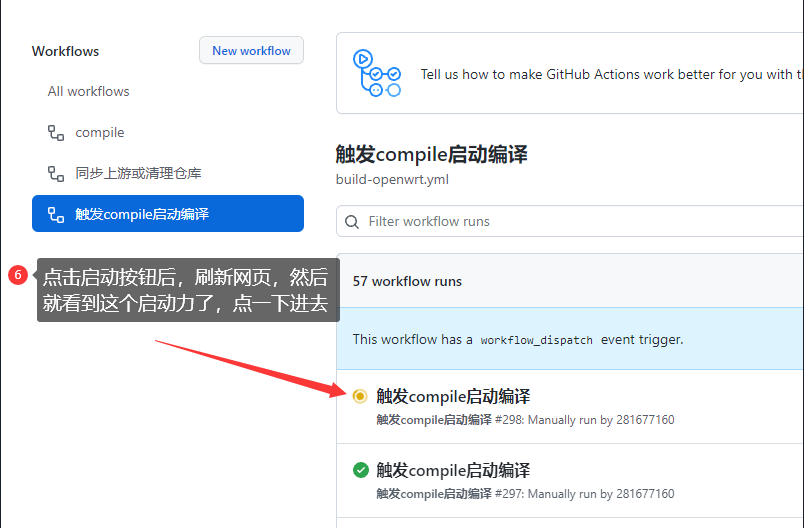 Workflows
New workflow
All workflows
compile
同步上游或清理仓库
触发compile启动编译
6
点击启动按钮后，刷新网页，然后
就看到这个启动力了，点一下进去
Tell us how to make GitHub Actions work better for you with
触发compile启动编译
build-openwrt.yml
Filter workflow runs
57 workflow runs
This workflow has a workflow_dispatch event trigger.
触发compile启动编译
触发compile启动编译 #298: Manually run by 281677160
触发compile启动编译
触发compile启动编译 #297: Manually run by 281677160